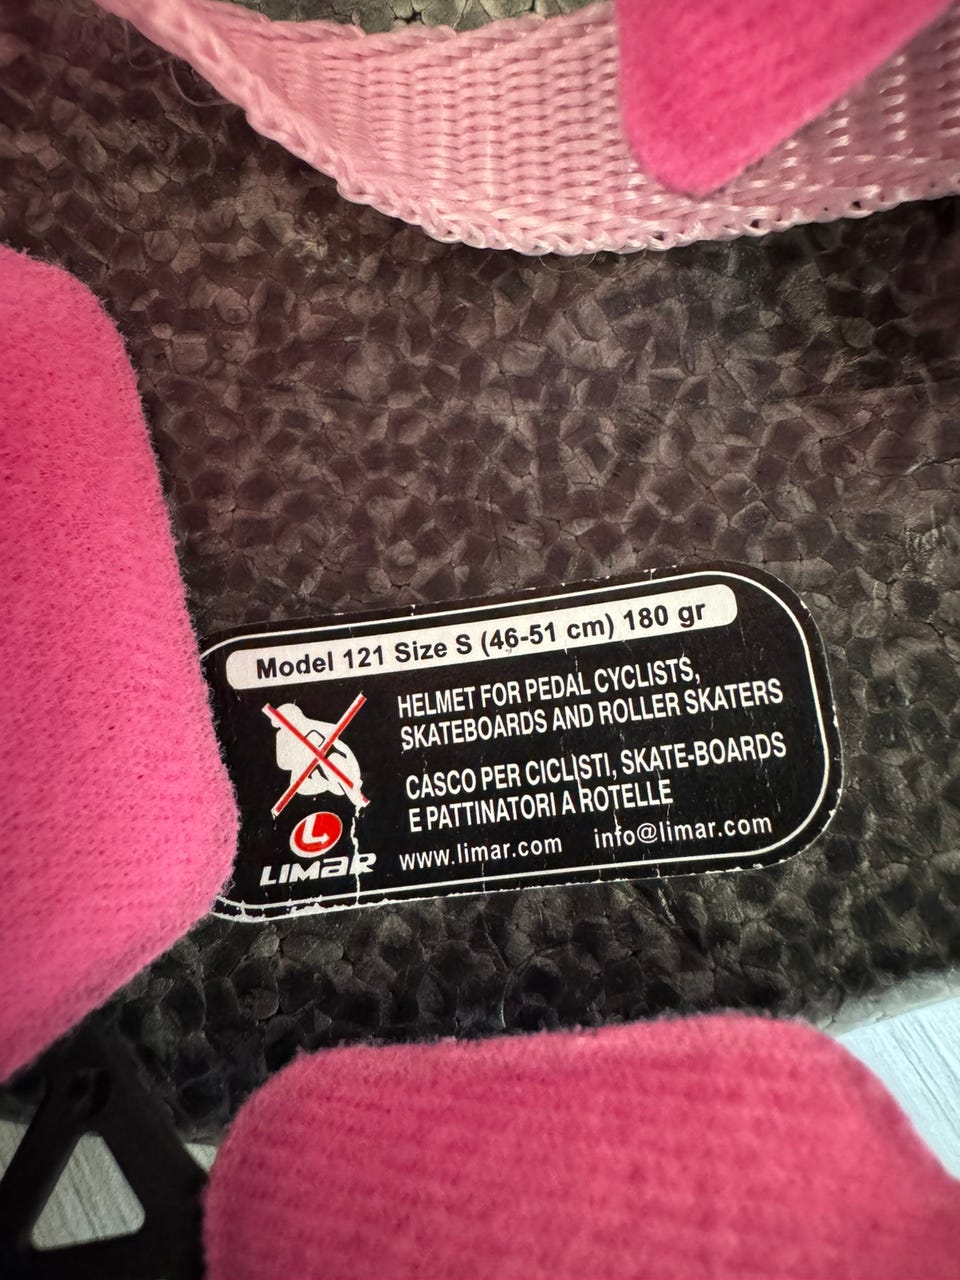 Model 121 Size S (46-51 cm) 180 gr
HELMET FOR PEDAL CYCLISTS,
SKATEBOARDS AND ROLLER SKATERS
CASCO PER CICLISTI, SKATE-BOARDS
E PATTINATORI A ROTELLE
LIMAR
www.limar.com info@limar.com